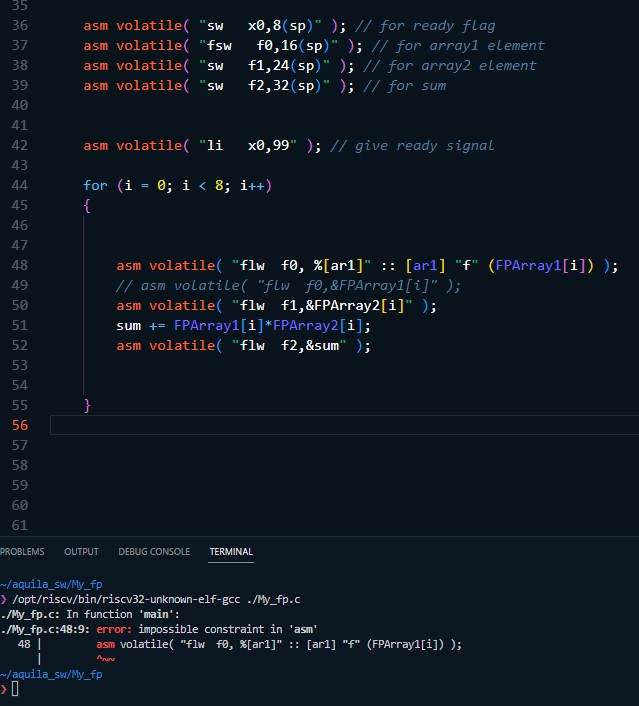 35
36 asm volatile( "sw   x0,8(sp)" ); // for ready flag
37 asm volatile( "fsw   f0,16(sp)" ); // for array1 element
38 asm volatile( "sw   f1,24(sp)" ); // for array2 element
39 asm volatile( "sw   f2,32(sp)" ); // for sum
40
41
42 asm volatile( "li   x0,99" ); // give ready signal
43
44 for (i = 0; i < 8; i++)
45 {
46
47
48 asm volatile( "flw  f0, %[ar1]" :: [ar1] "f" (FPArray1[i]) );
49 // asm volatile( "flw  f0,&FPArray1[i]" );
50 asm volatile( "flw  f1,&FPArray2[i]" );
51 sum += FPArray1[i]*FPArray2[i];
52 asm volatile( "flw  f2,&sum" );
53
54
55 }
56
57
58
59
60
61
PROBLEMS OUTPUT DEBUG CONSOLE TERMINAL
~/aquila_sw/My_fp
❯ /opt/riscv/bin/riscv32-unknown-elf-gcc ./My_fp.c
./My_fp.c: In function 'main':
./My_fp.c:48:9: error: impossible constraint in 'asm'
48 |         asm volatile( "flw  f0, %[ar1]" :: [ar1] "f" (FPArray1[i]) );
|         ^~~
~/aquila_sw/My_fp
❯